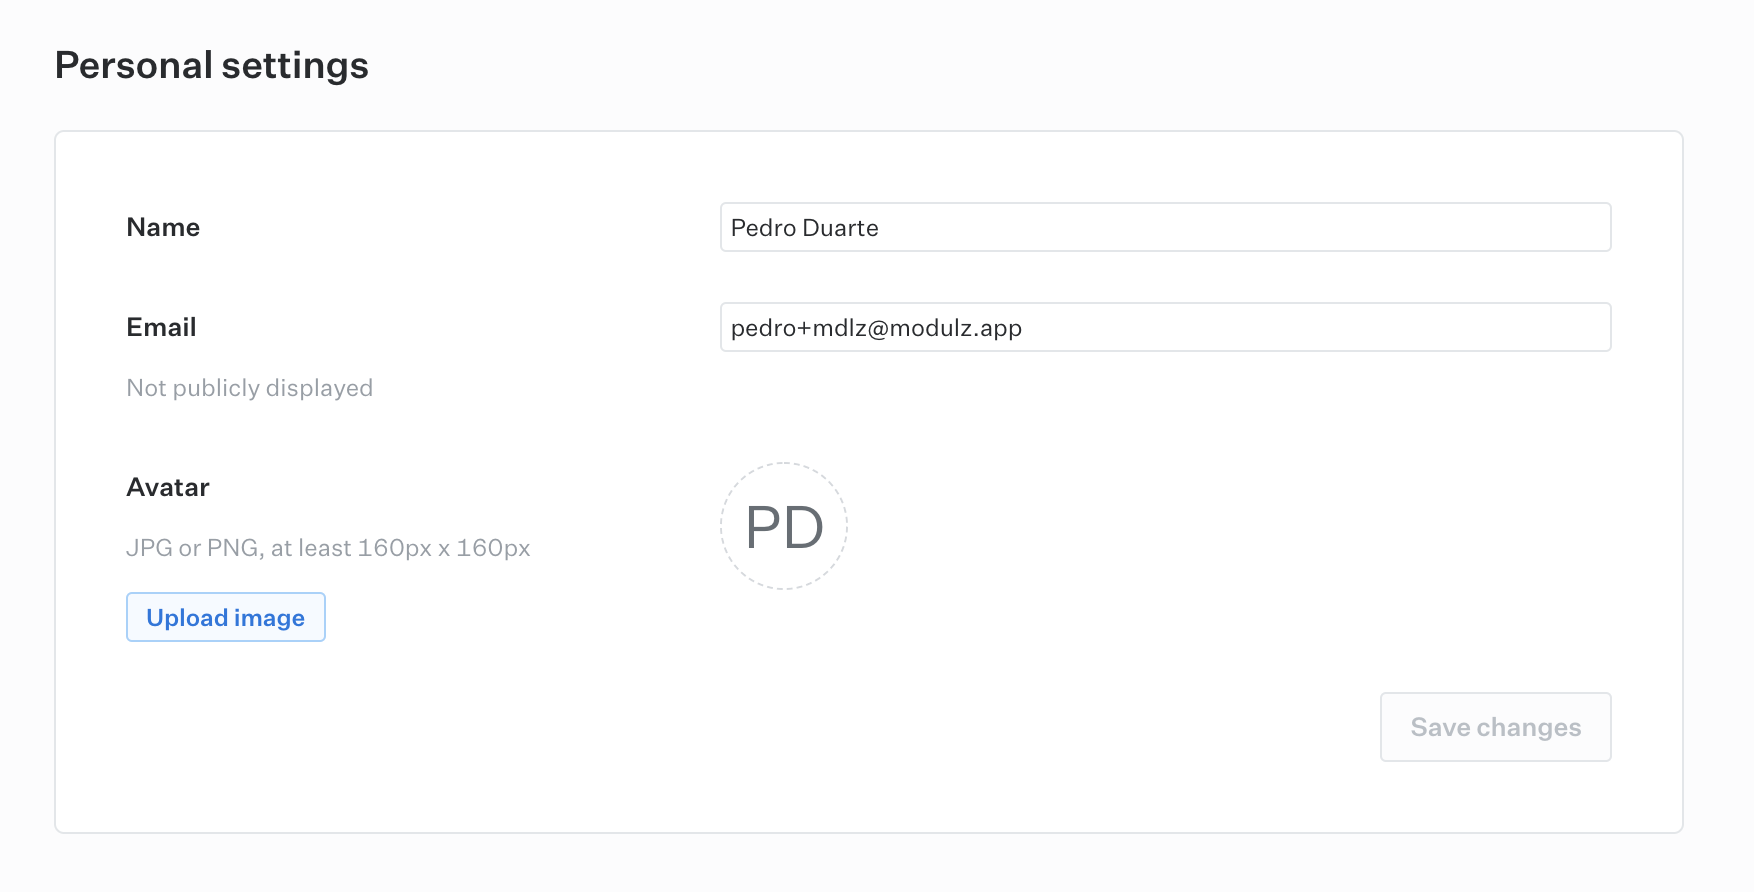 Personal settings
Name
Pedro Duarte
Email
pedro+mdlz@modulz.app
Not publicly displayed
Avatar
PD
JPG or PNG, at least 160px x 160px
Upload image
Save changes